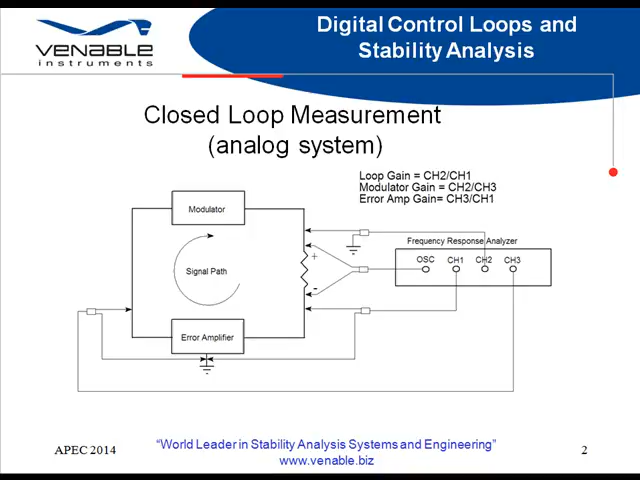 VENABLE
instruments
Digital Control Loops and
Stability Analysis
Closed Loop Measurement
(analog system)
Loop Gain = CH2/CH1
Modulator Gain = CH2/CH3
Error Amp Gain= CH3/CH1
Modulator
Frequency Response Analyzer
+
OSC CH1 CH2 CH3
Signal Path
-
Error Amplifier
APEC 2014
“World Leader in Stability Analysis Systems and Engineering”
www.venable.biz
2